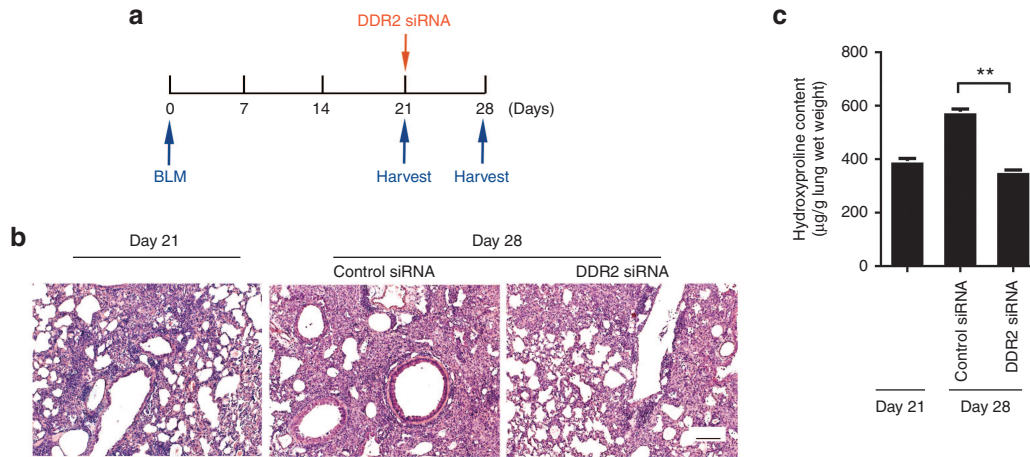 a
DDR2 siRNA
0 7 14 21 28 (Days)
BLM Harvest Harvest
b
Day 21 Day 28
Control siRNA DDR2 siRNA
c
Hydroxyproline content
(µg/g lung wet weight)
800
600
400
200
0
**
Control siRNA
DDR2 siRNA
Day 21 Day 28